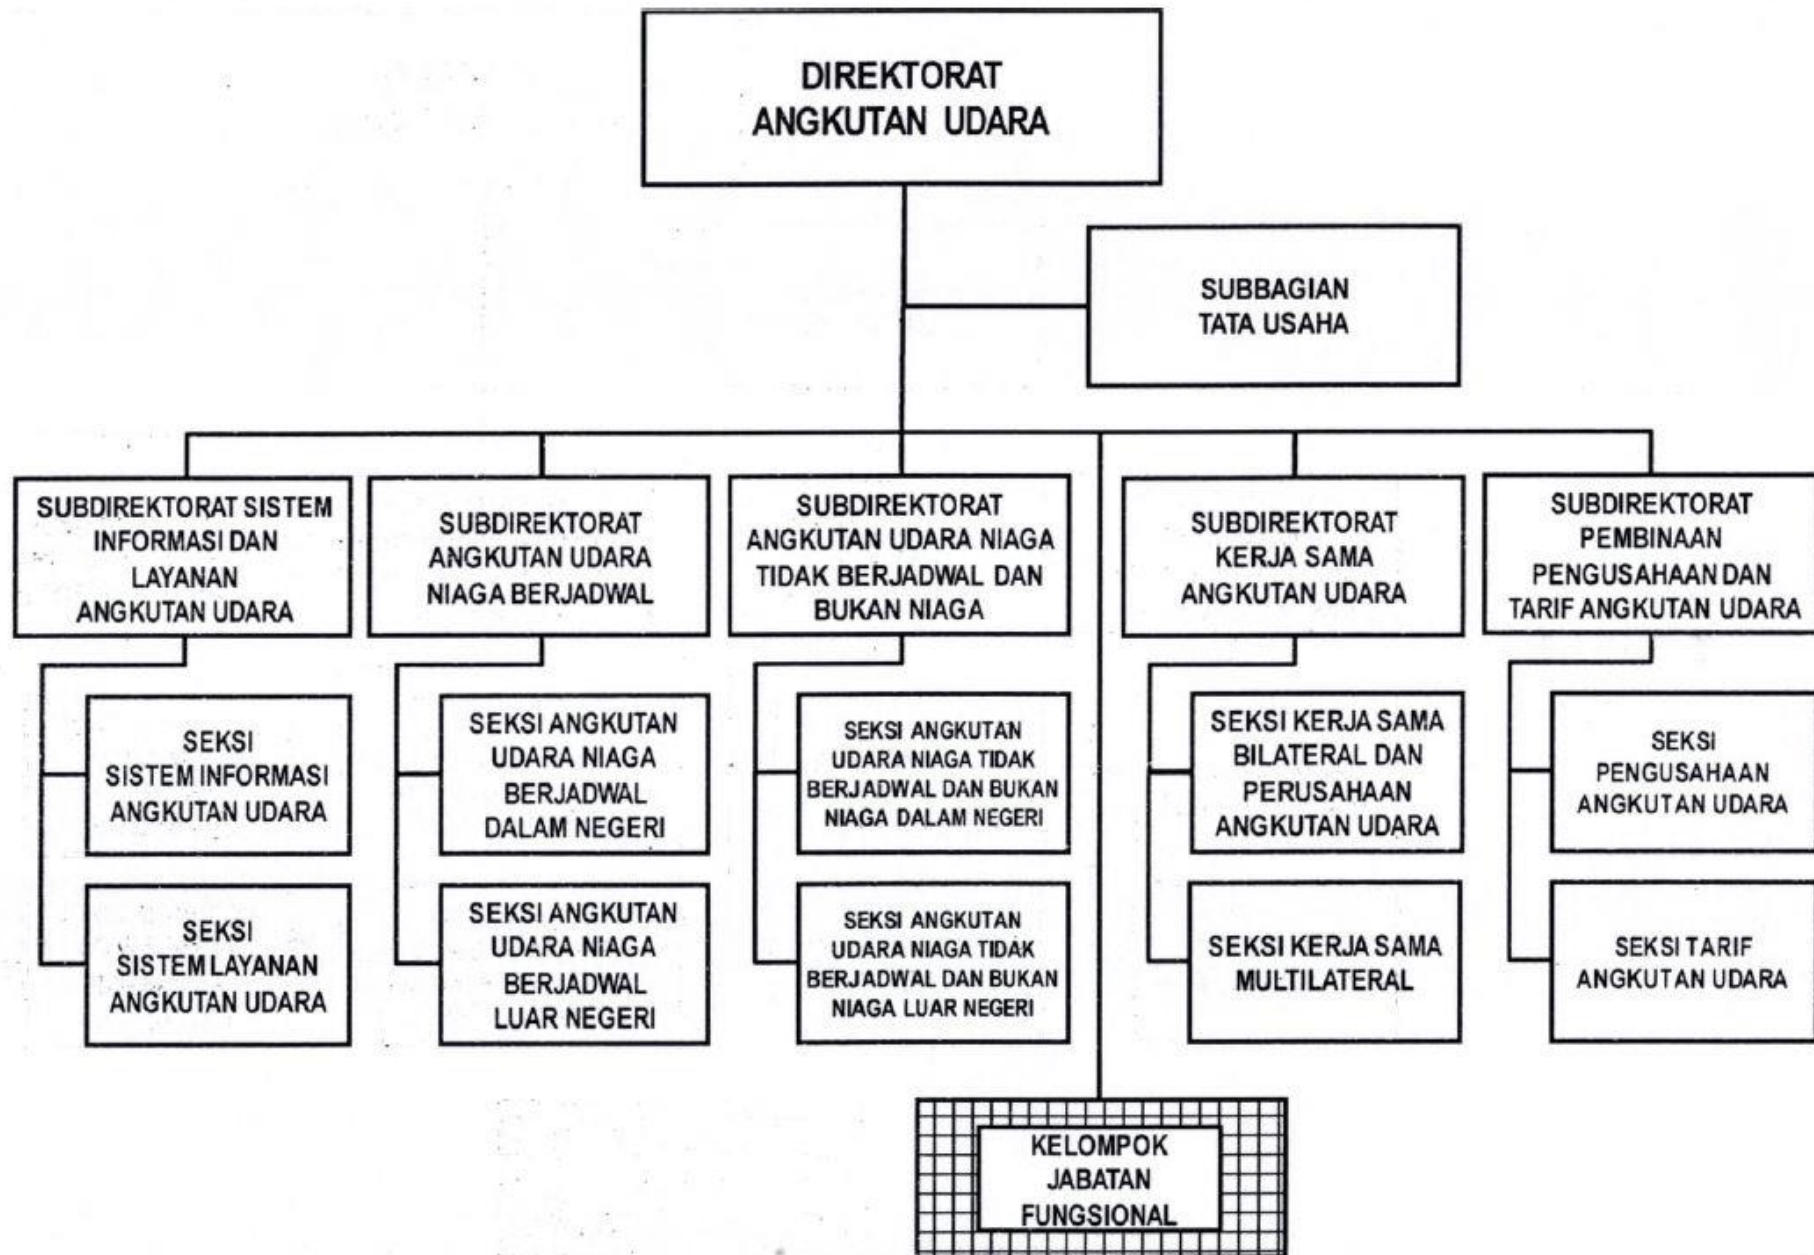 DIREKTORAT
ANGKUTAN UDARA
SUBBAGIAN
TATA USAHA
SUBDIREKTORAT SISTEM
INFORMASI DAN
LAYANAN
ANGKUTAN UDARA
SUBDIREKTORAT
ANGKUTAN UDARA
NIAGA BERJADWAL
SUBDIREKTORAT
ANGKUTAN UDARA NIAGA
TIDAK BERJADWAL DAN
BUKAN NIAGA
SUBDIREKTORAT
KERJA SAMA
ANGKUTAN UDARA
SUBDIREKTORAT
PEMBINAAN
PENGUSAHAAN DAN
TARIF ANGKUTAN UDARA
SEKSI
SISTEM INFORMASI
ANGKUTAN UDARA
SEKSI ANGKUTAN
UDARA NIAGA
BERJADWAL
DALAM NEGERI
SEKSI ANGKUTAN
UDARA NIAGA TIDAK
BERJADWAL DAN BUKAN
NIAGA DALAM NEGERI
SEKSI KERJA SAMA
BILATERAL DAN
PERUSAHAAN
ANGKUTAN UDARA
SEKSI
PENGUSAHAAN
ANGKUTAN UDARA
SEKSI
SISTEM LAYANAN
ANGKUTAN UDARA
SEKSI ANGKUTAN
UDARA NIAGA
BERJADWAL
LUAR NEGERI
SEKSI ANGKUTAN
UDARA NIAGA TIDAK
BERJADWAL DAN BUKAN
NIAGA LUAR NEGERI
SEKSI KERJA SAMA
MULTILATERAL
SEKSI TARIF
ANGKUTAN UDARA
KELOMPOK
JABATAN
FUNGSIONAL